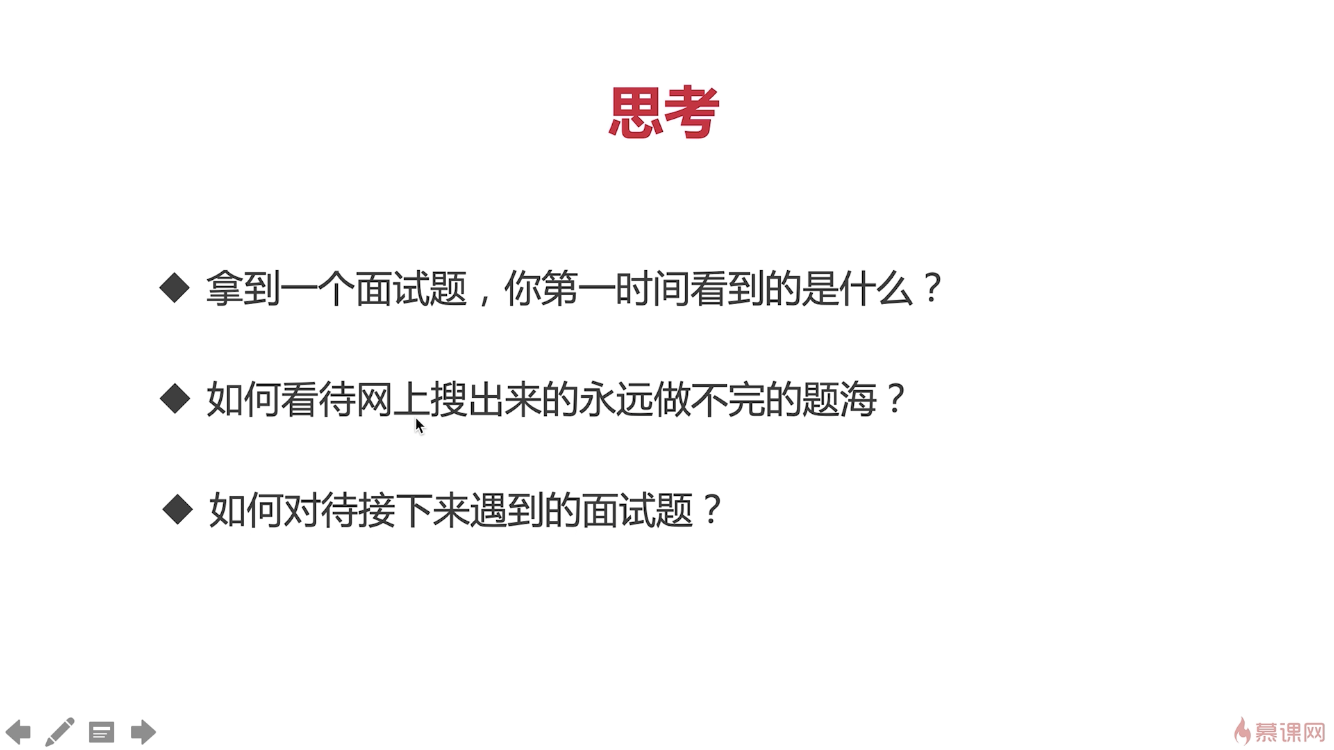 思考
拿到一个面试题，你第一时间看到的是什么？
如何看待网上搜出来的永远做不完的题海？
如何对待接下来遇到的面试题？
慕课网